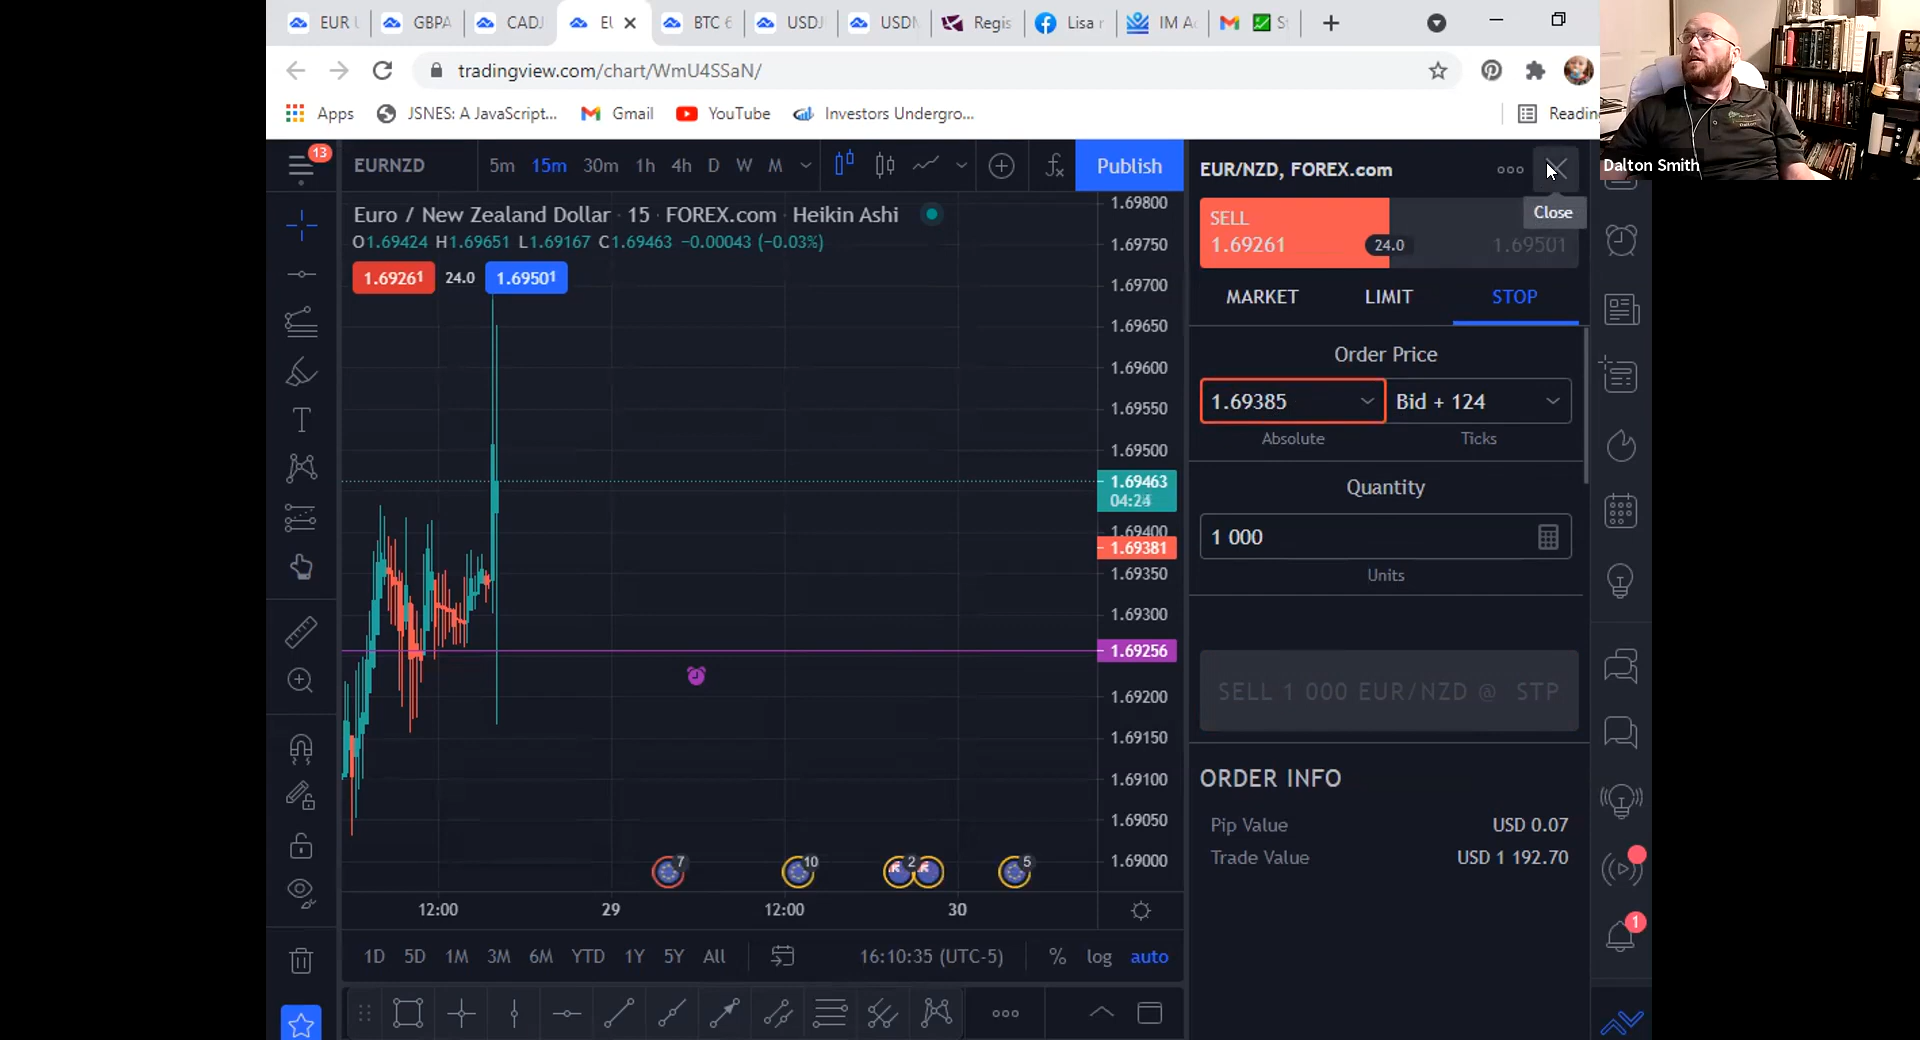 EUR
GBPA
CADJ
EU
BTC 6
USDJ
USDN
Regis
Lisa r
IM Ac
S
tradingview.com/chart/WmU4SSaN/
Apps
JSNES: A JavaScript...
Gmail
YouTube
Investors Undergro...
Readin
Dalton Smith
13
EURNZD
5m 15m 30m 1h 4h D W M
Publish
Euro / New Zealand Dollar · 15 · FOREX.com · Heikin Ashi
O1.69424 H1.69651 L1.69167 C1.69463 −0.00043 (−0.03%)
1.69261 24.0 1.69501
1.69800
1.69750
1.69700
1.69650
1.69600
1.69550
1.69500
1.69463
1.69400
1.69381
1.69350
1.69300
1.69256
1.69200
1.69150
1.69100
1.69050
1.69000
7
10
2
5
12:00 29 12:00 30
1D 5D 1M 3M 6M YTD 1Y 5Y All
16:10:35 (UTC-5)
% log auto
EUR/NZD, FOREX.com
Close
SELL
1.69261
24.0
1.69501
MARKET LIMIT STOP
Order Price
1.69385
Bid + 124
Absolute
Ticks
Quantity
1 000
Units
SELL 1 000 EUR/NZD @ STP
ORDER INFO
Pip Value USD 0.07
Trade Value USD 1 192.70
1